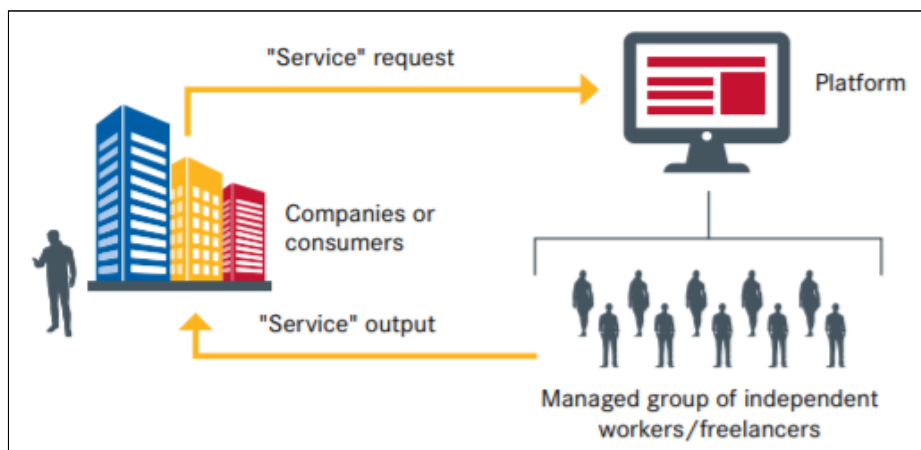 "Service" request
Platform
Companies or
consumers
"Service" output
Managed group of independent
workers/freelancers